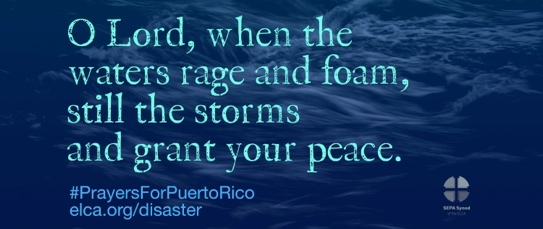 O Lord, when the
waters rage and foam,
still the storms
and grant your peace.
#PrayersForPuertoRico
elca.org/disaster
SEPA Synod